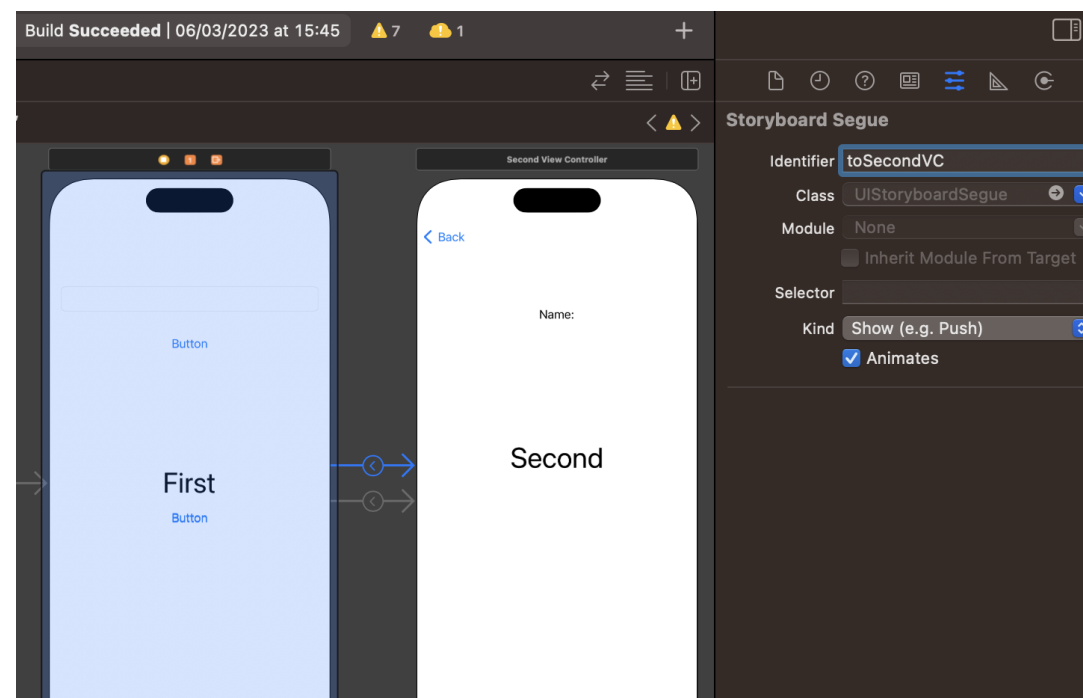 Build Succeeded | 06/03/2023 at 15:45 7 1
Storyboard Segue
Second View Controller
Identifier toSecondVC
Class UIStoryboardSegue
Back
Module None
Inherit Module From Target
Selector
Name:
Kind Show (e.g. Push)
Button
Animates
Second
First
Button